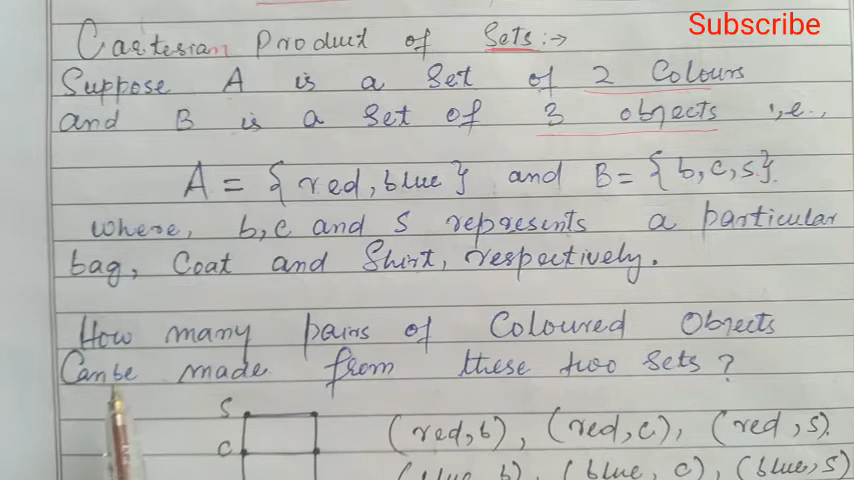 Subscribe
Cartesian Product of Sets :→
Suppose A is a Set of 2 Colours
and B is a Set of 3 objects i.e.,
A = { red, blue } and B = { b, c, s }.
where, b, c and s represents a particular
bag, Coat and Shirt, respectively.
How many pairs of Coloured Objects
Can be made from these two sets ?
S
C
(red, b), (red, c), (red, s).
(blue, b), (blue, c), (blue, s)